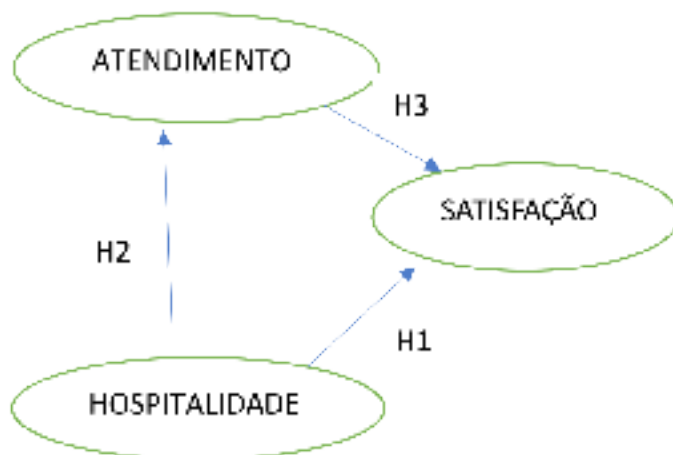 ATENDIMENTO
H3
SATISFAÇÃO
H2
H1
HOSPITALIDADE